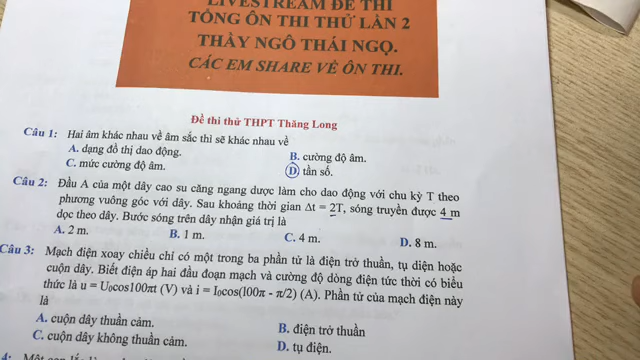 LIVESTREAM ĐỀ THI
TỔNG ÔN THI THỬ LẦN 2
THẦY NGÔ THÁI NGỌ.
CÁC EM SHARE VỀ ÔN THI.
Đề thi thử THPT Thăng Long
Câu 1: Hai âm khác nhau về âm sắc thì sẽ khác nhau về
A. dạng đồ thị dao động. B. cường độ âm.
C. mức cường độ âm. D tần số.
Câu 2: Đầu A của một dây cao su căng ngang được làm cho dao động với chu kỳ T theo
phương vuông góc với dây. Sau khoảng thời gian Δt = 2T, sóng truyền được 4 m
dọc theo dây. Bước sóng trên dây nhận giá trị là
A. 2 m. B. 1 m. C. 4 m. D. 8 m.
Câu 3: Mạch điện xoay chiều chỉ có một trong ba phần tử là điện trở thuần, tụ điện hoặc
cuộn dây. Biết điện áp hai đầu đoạn mạch và cường độ dòng điện tức thời có biểu
thức là u = U₀cos100πt (V) và i = I₀cos(100π - π/2) (A). Phần tử của mạch điện này
là
A. cuộn dây thuần cảm. B. điện trở thuần
C. cuộn dây không thuần cảm. D. tụ điện.
4: Một con lắc